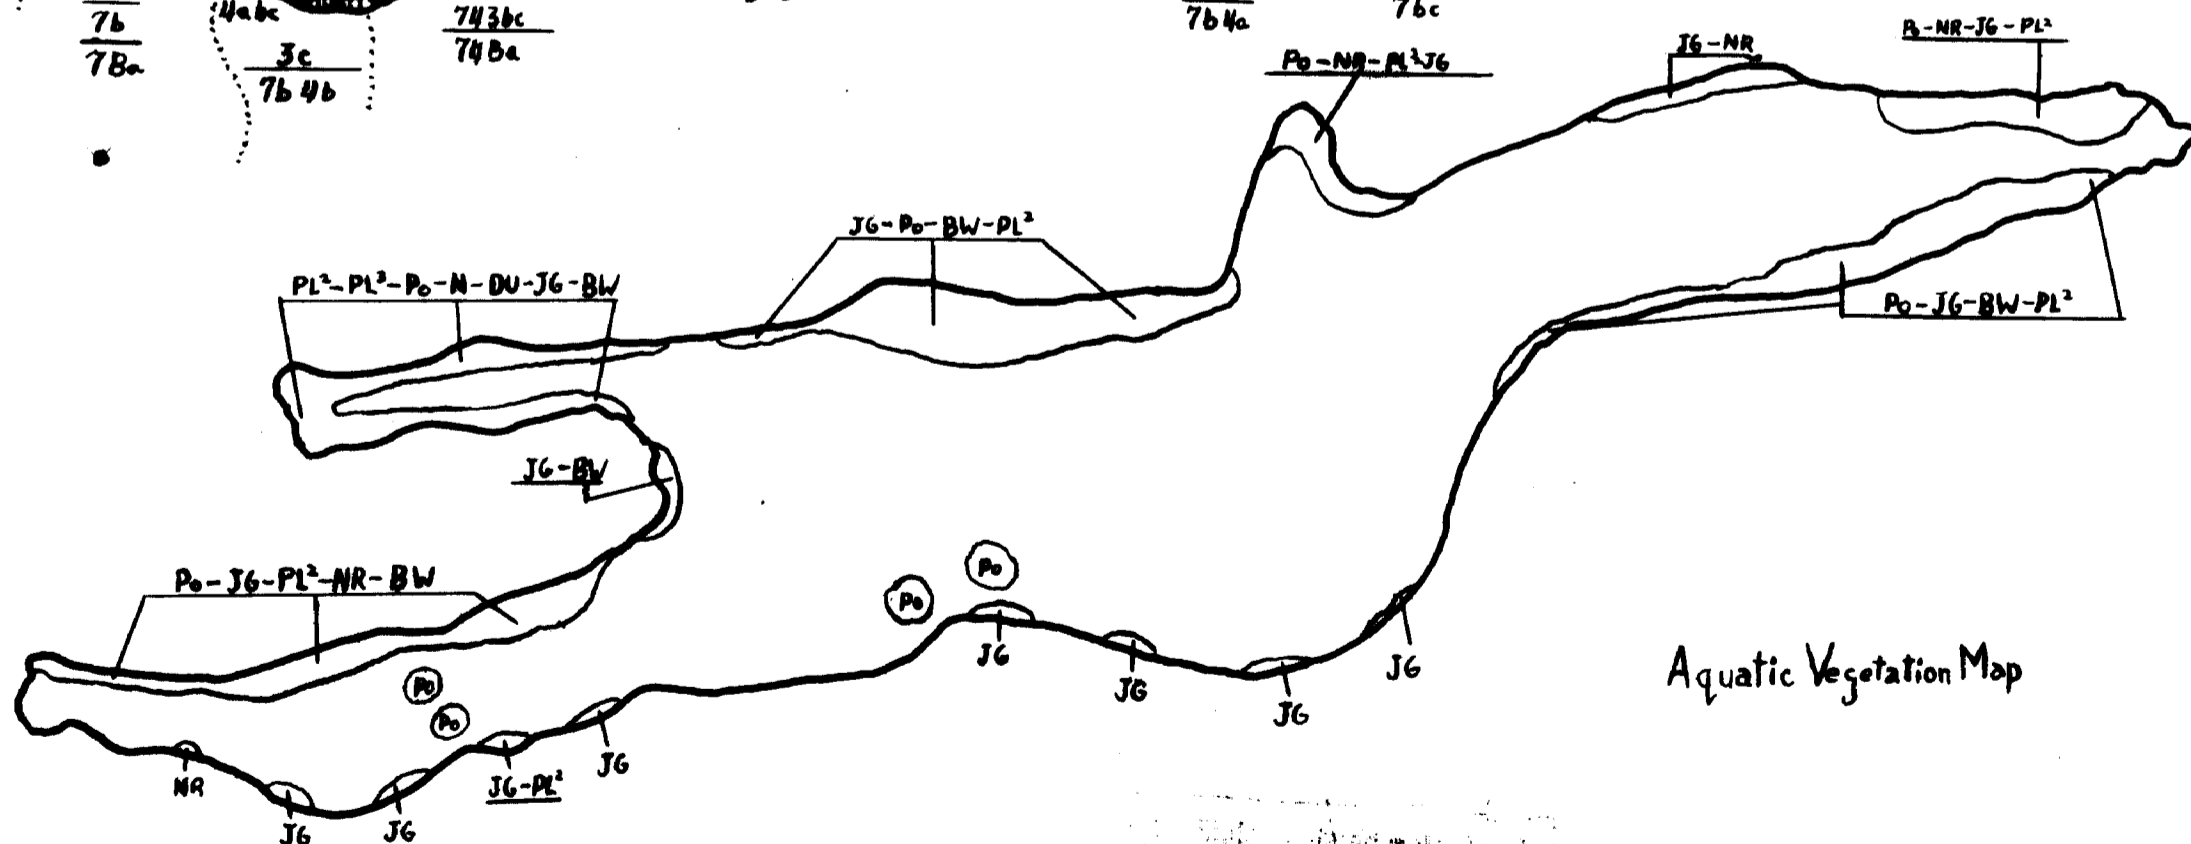 7b
7Ba
4abc
3c
7b 4b
743bc
74Ba
7b4a
7bc
Po-NR-PL²JG
JG-NR
Po-NR-JG-PL²
JG-Po-BW-PL²
PL²-PL³-Po-N-DU-JG-BW
Po-JG-BW-PL²
JG-BW
Po-JG-PL²-NR-BW
Po
Po
JG
JG
JG
JG
Po
Po
Aquatic Vegetation Map
NR
JG
JG
JG-PL²
JG